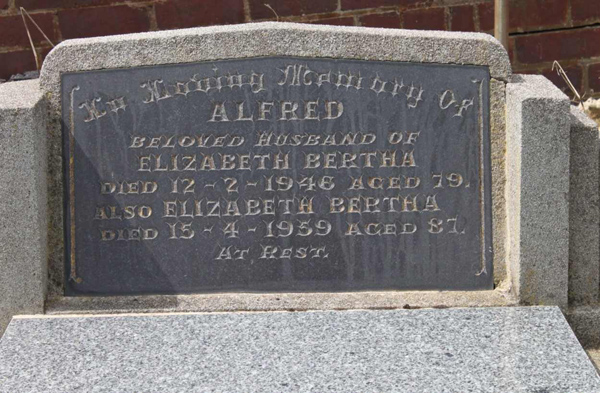 In Loving Memory Of
ALFRED
BELOVED HUSBAND OF
ELIZABETH BERTHA
DIED 12-2-1946 AGED 79.
ALSO ELIZABETH BERTHA
DIED 15-4-1959 AGED 87.
AT REST.